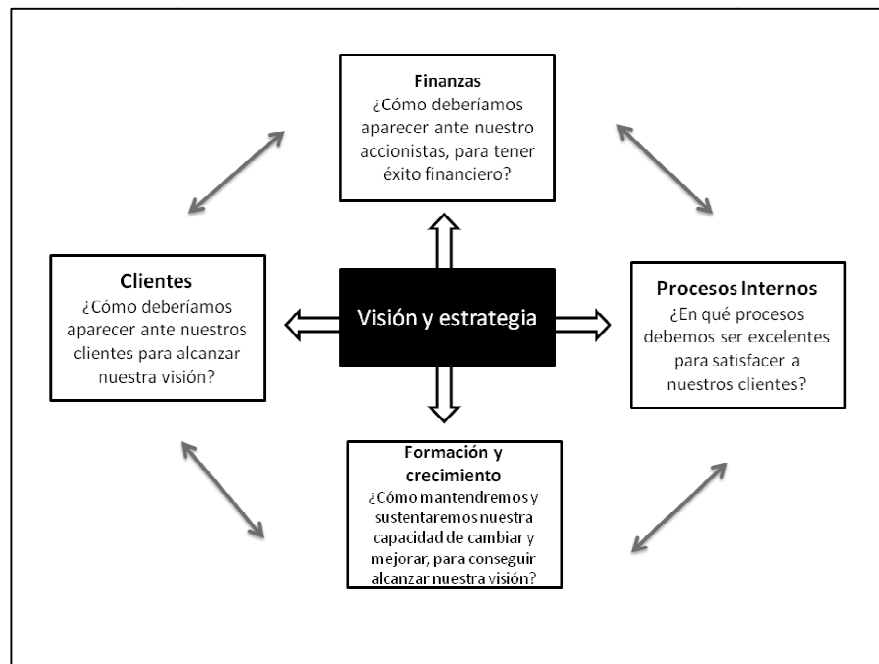 Finanzas
¿Cómo deberíamos
aparecer ante nuestro
accionistas, para tener
éxito financiero?
Clientes
¿Cómo deberíamos
aparecer ante nuestros
clientes para alcanzar
nuestra visión?
Visión y estrategia
Procesos Internos
¿En qué procesos
debemos ser excelentes
para satisfacer a
nuestros clientes?
Formación y
crecimiento
¿Cómo mantendremos y
sustentaremos nuestra
capacidad de cambiar y
mejorar, para conseguir
alcanzar nuestra visión?